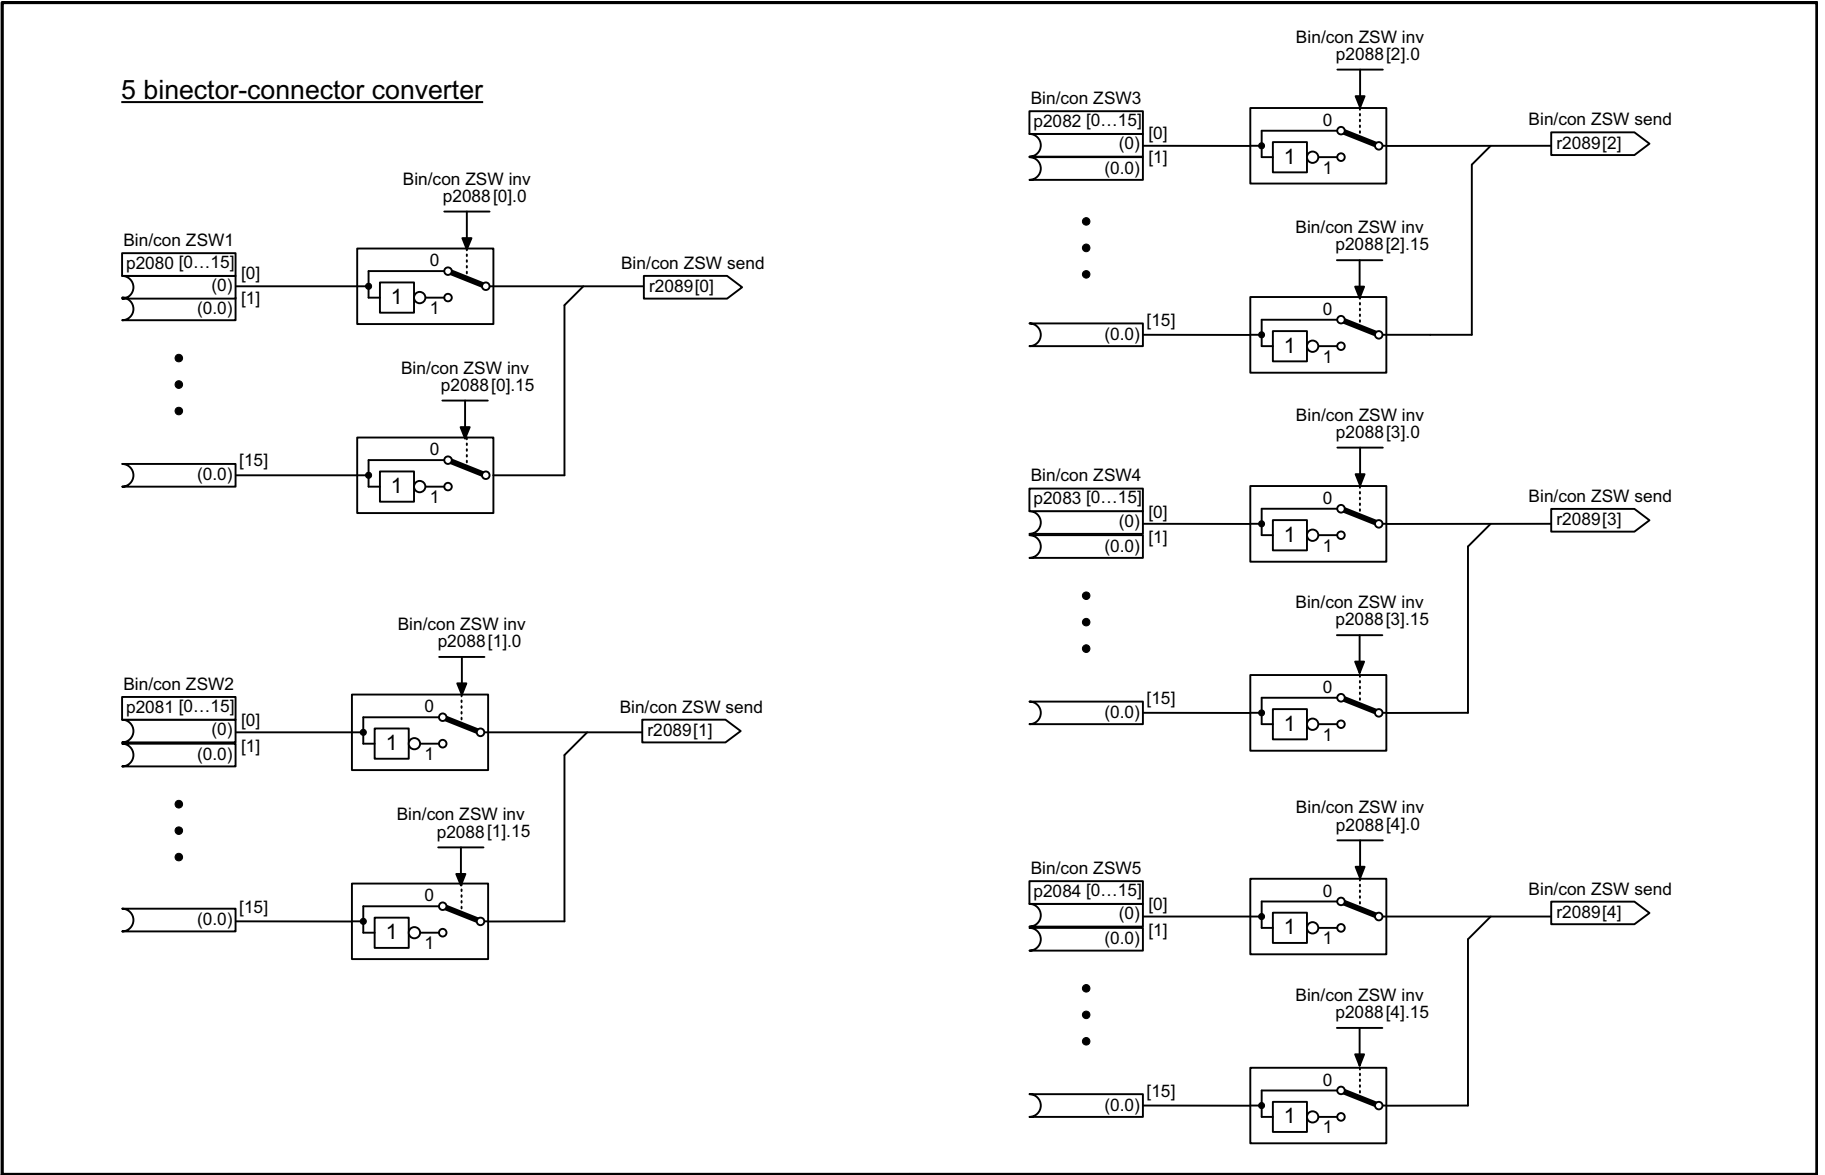 5 binector-connector converter
Bin/con ZSW inv
p2088[0].0
Bin/con ZSW1
p2080 [0…15]
[0]
(0)
[1]
(0.0)
0
1
1
Bin/con ZSW send
r2089[0]
Bin/con ZSW inv
p2088[0].15
[15]
(0.0)
0
1
1
Bin/con ZSW inv
p2088[1].0
Bin/con ZSW2
p2081 [0…15]
[0]
(0)
[1]
(0.0)
0
1
1
Bin/con ZSW send
r2089[1]
Bin/con ZSW inv
p2088[1].15
[15]
(0.0)
0
1
1
Bin/con ZSW inv
p2088[2].0
Bin/con ZSW3
p2082 [0…15]
[0]
(0)
[1]
(0.0)
0
1
1
Bin/con ZSW send
r2089[2]
Bin/con ZSW inv
p2088[2].15
[15]
(0.0)
0
1
1
Bin/con ZSW inv
p2088[3].0
Bin/con ZSW4
p2083 [0…15]
[0]
(0)
[1]
(0.0)
0
1
1
Bin/con ZSW send
r2089[3]
Bin/con ZSW inv
p2088[3].15
[15]
(0.0)
0
1
1
Bin/con ZSW inv
p2088[4].0
Bin/con ZSW5
p2084 [0…15]
[0]
(0)
[1]
(0.0)
0
1
1
Bin/con ZSW send
r2089[4]
Bin/con ZSW inv
p2088[4].15
[15]
(0.0)
0
1
1